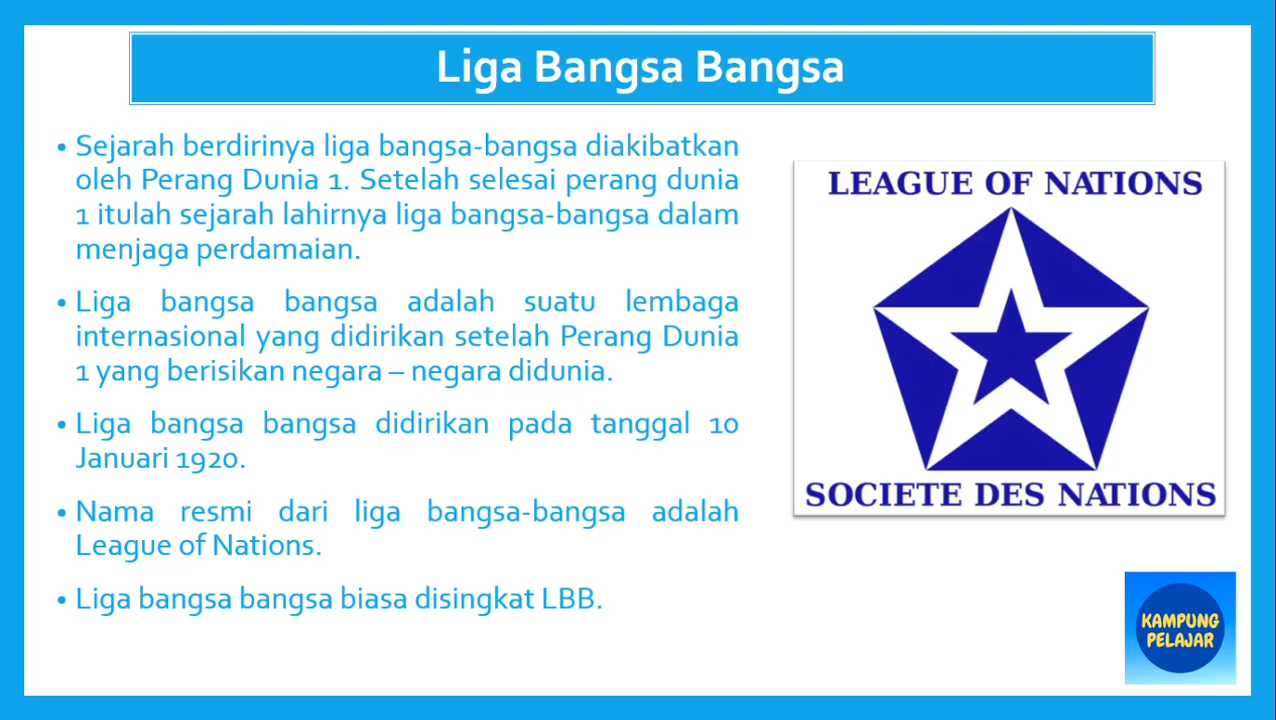 Liga Bangsa Bangsa
• Sejarah berdirinya liga bangsa-bangsa diakibatkan
oleh Perang Dunia 1. Setelah selesai perang dunia
1 itulah sejarah lahirnya liga bangsa-bangsa dalam
menjaga perdamaian.
• Liga bangsa bangsa adalah suatu lembaga
internasional yang didirikan setelah Perang Dunia
1 yang berisikan negara – negara didunia.
• Liga bangsa bangsa didirikan pada tanggal 10
Januari 1920.
• Nama resmi dari liga bangsa-bangsa adalah
League of Nations.
• Liga bangsa bangsa biasa disingkat LBB.
LEAGUE OF NATIONS
SOCIETE DES NATIONS
KAMPUNG
PELAJAR